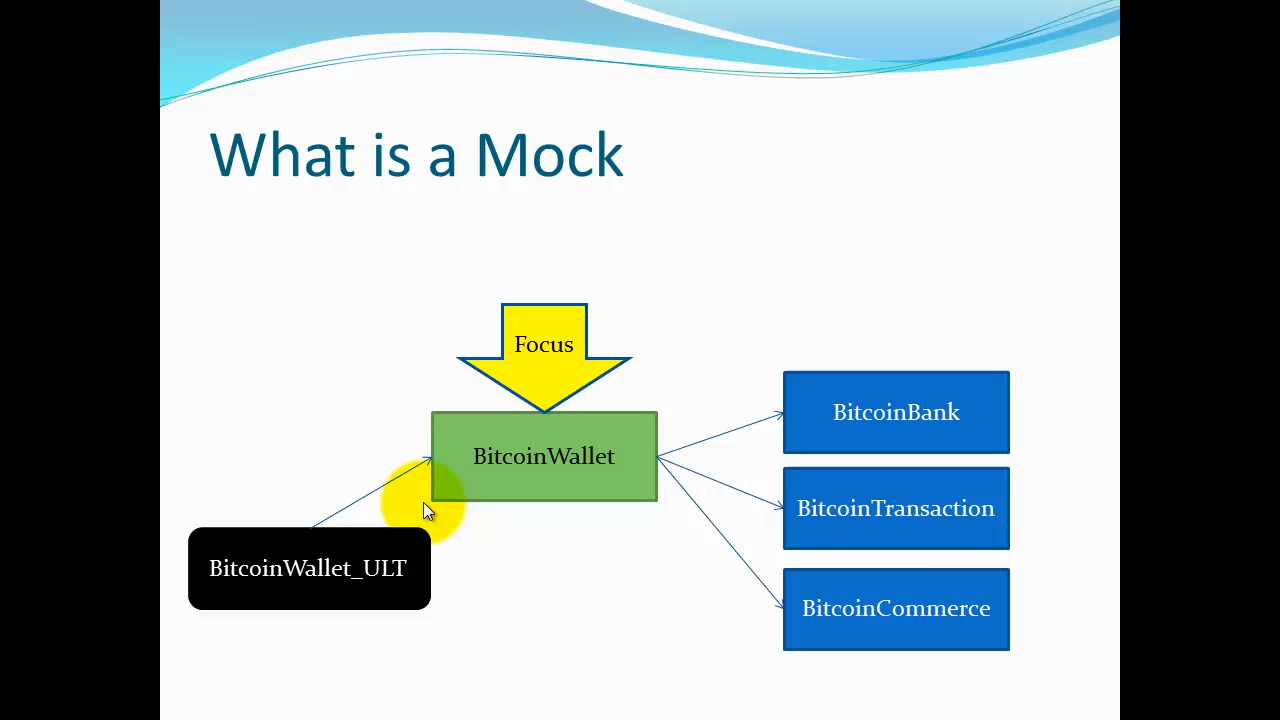 What is a Mock
Focus
BitcoinWallet
BitcoinBank
BitcoinTransaction
BitcoinCommerce
BitcoinWallet_ULT